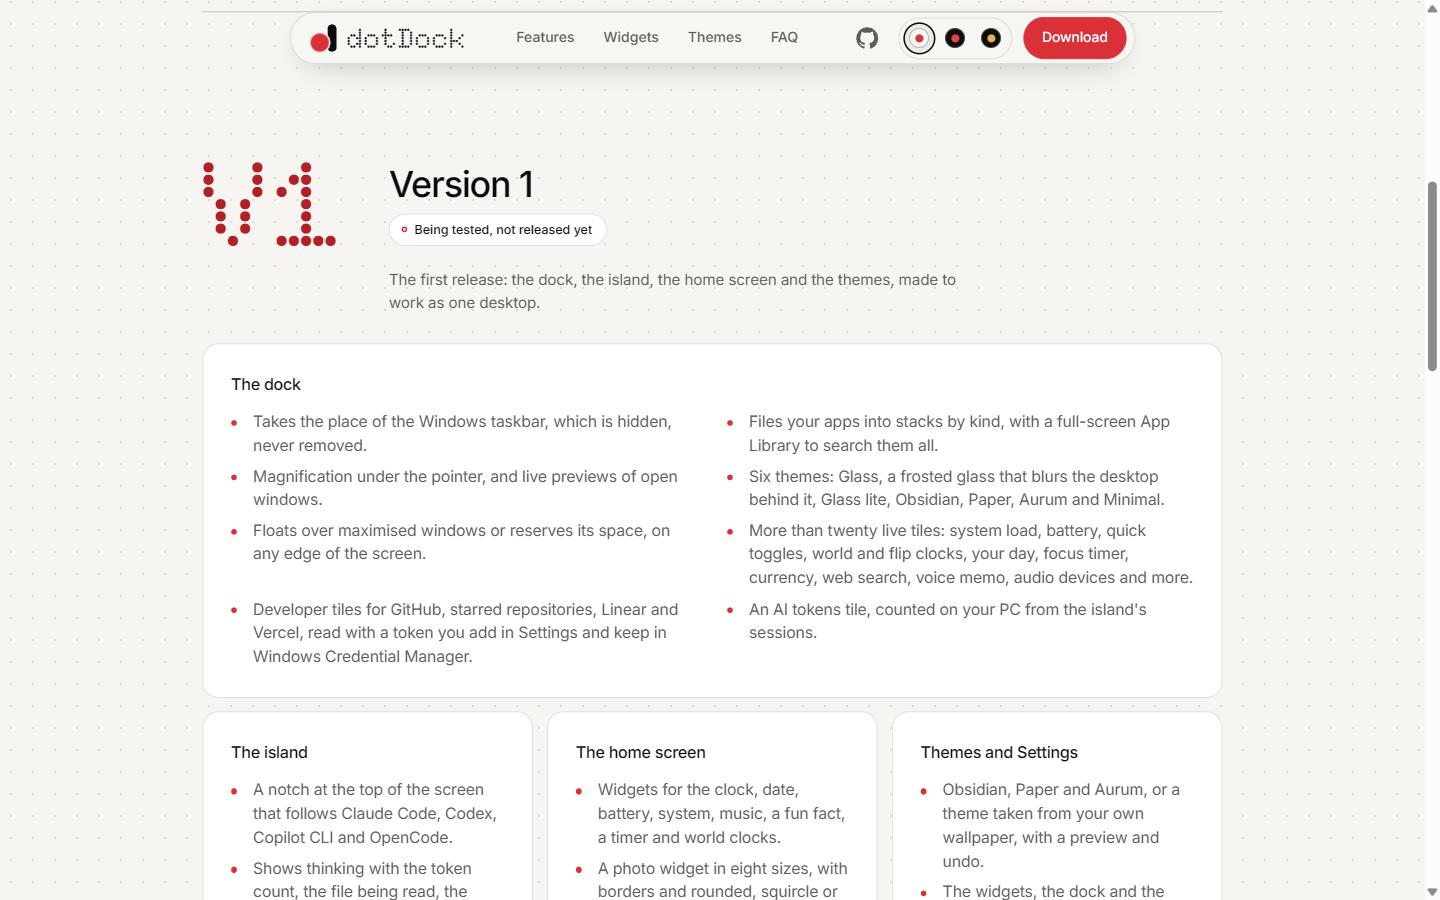 dotDock
Features
Widgets
Themes
FAQ
Download
V1
Version 1
Being tested, not released yet
The first release: the dock, the island, the home screen and the themes, made to
work as one desktop.
The dock
Takes the place of the Windows taskbar, which is hidden,
never removed.
Files your apps into stacks by kind, with a full-screen App
Library to search them all.
Magnification under the pointer, and live previews of open
windows.
Six themes: Glass, a frosted glass that blurs the desktop
behind it, Glass lite, Obsidian, Paper, Aurum and Minimal.
Floats over maximised windows or reserves its space, on
any edge of the screen.
More than twenty live tiles: system load, battery, quick
toggles, world and flip clocks, your day, focus timer,
currency, web search, voice memo, audio devices and more.
Developer tiles for GitHub, starred repositories, Linear and
Vercel, read with a token you add in Settings and keep in
Windows Credential Manager.
An AI tokens tile, counted on your PC from the island's
sessions.
The island
A notch at the top of the screen
that follows Claude Code, Codex,
Copilot CLI and OpenCode.
Shows thinking with the token
count, the file being read, the
The home screen
Widgets for the clock, date,
battery, system, music, a fun fact,
a timer and world clocks.
A photo widget in eight sizes, with
borders and rounded, squircle or
Themes and Settings
Obsidian, Paper and Aurum, or a
theme taken from your own
wallpaper, with a preview and
undo.
The widgets, the dock and the